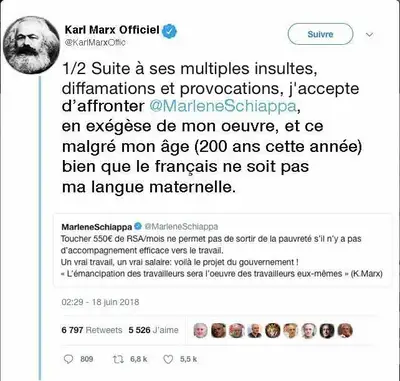 Karl Marx Officiel
@KarlMarxOffic
Suivre
1/2 Suite à ses multiples insultes,
diffamations et provocations, j'accepte
d'affronter @MarleneSchiappa,
en exégèse de mon oeuvre, et ce
malgré mon âge (200 ans cette année)
bien que le français ne soit pas
ma langue maternelle.
MarleneSchiappa @MarleneSchiappa
Toucher 550€ de RSA/mois ne permet pas de sortir de la pauvreté s'il n'y a pas
d'accompagnement efficace vers le travail.
Un vrai travail, un vrai salaire: voilà le projet du gouvernement !
« L'émancipation des travailleurs sera l'oeuvre des travailleurs eux-mêmes » (K.Marx)
02:29 - 18 juin 2018
6 797 Retweets 5 526 J'aime
809 6,8 k 5,5 k